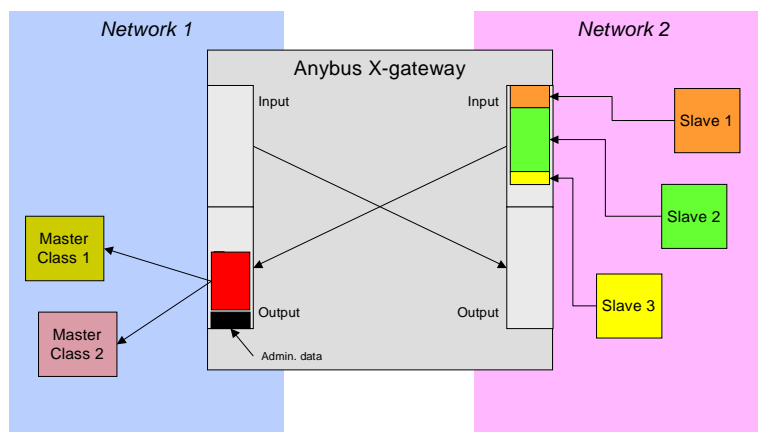 Network 1
Network 2
Anybus X-gateway
Input
Input
Slave 1
Slave 2
Master
Class 1
Slave 3
Output
Output
Master
Class 2
Admin. data